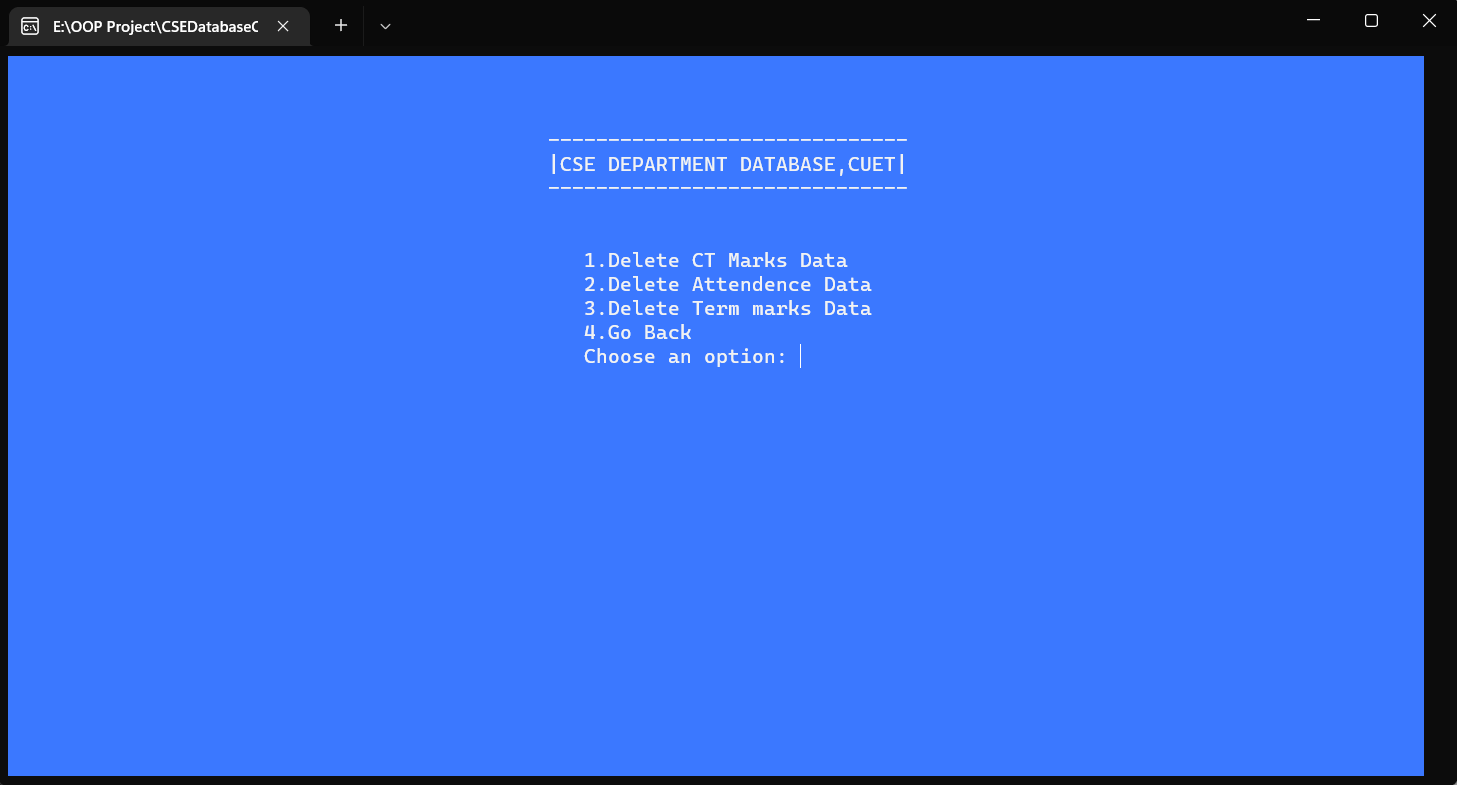 E:\OOP Project\CSEDatabaseC
------------------------------
|CSE DEPARTMENT DATABASE,CUET|
------------------------------
1.Delete CT Marks Data
2.Delete Attendence Data
3.Delete Term marks Data
4.Go Back
Choose an option: